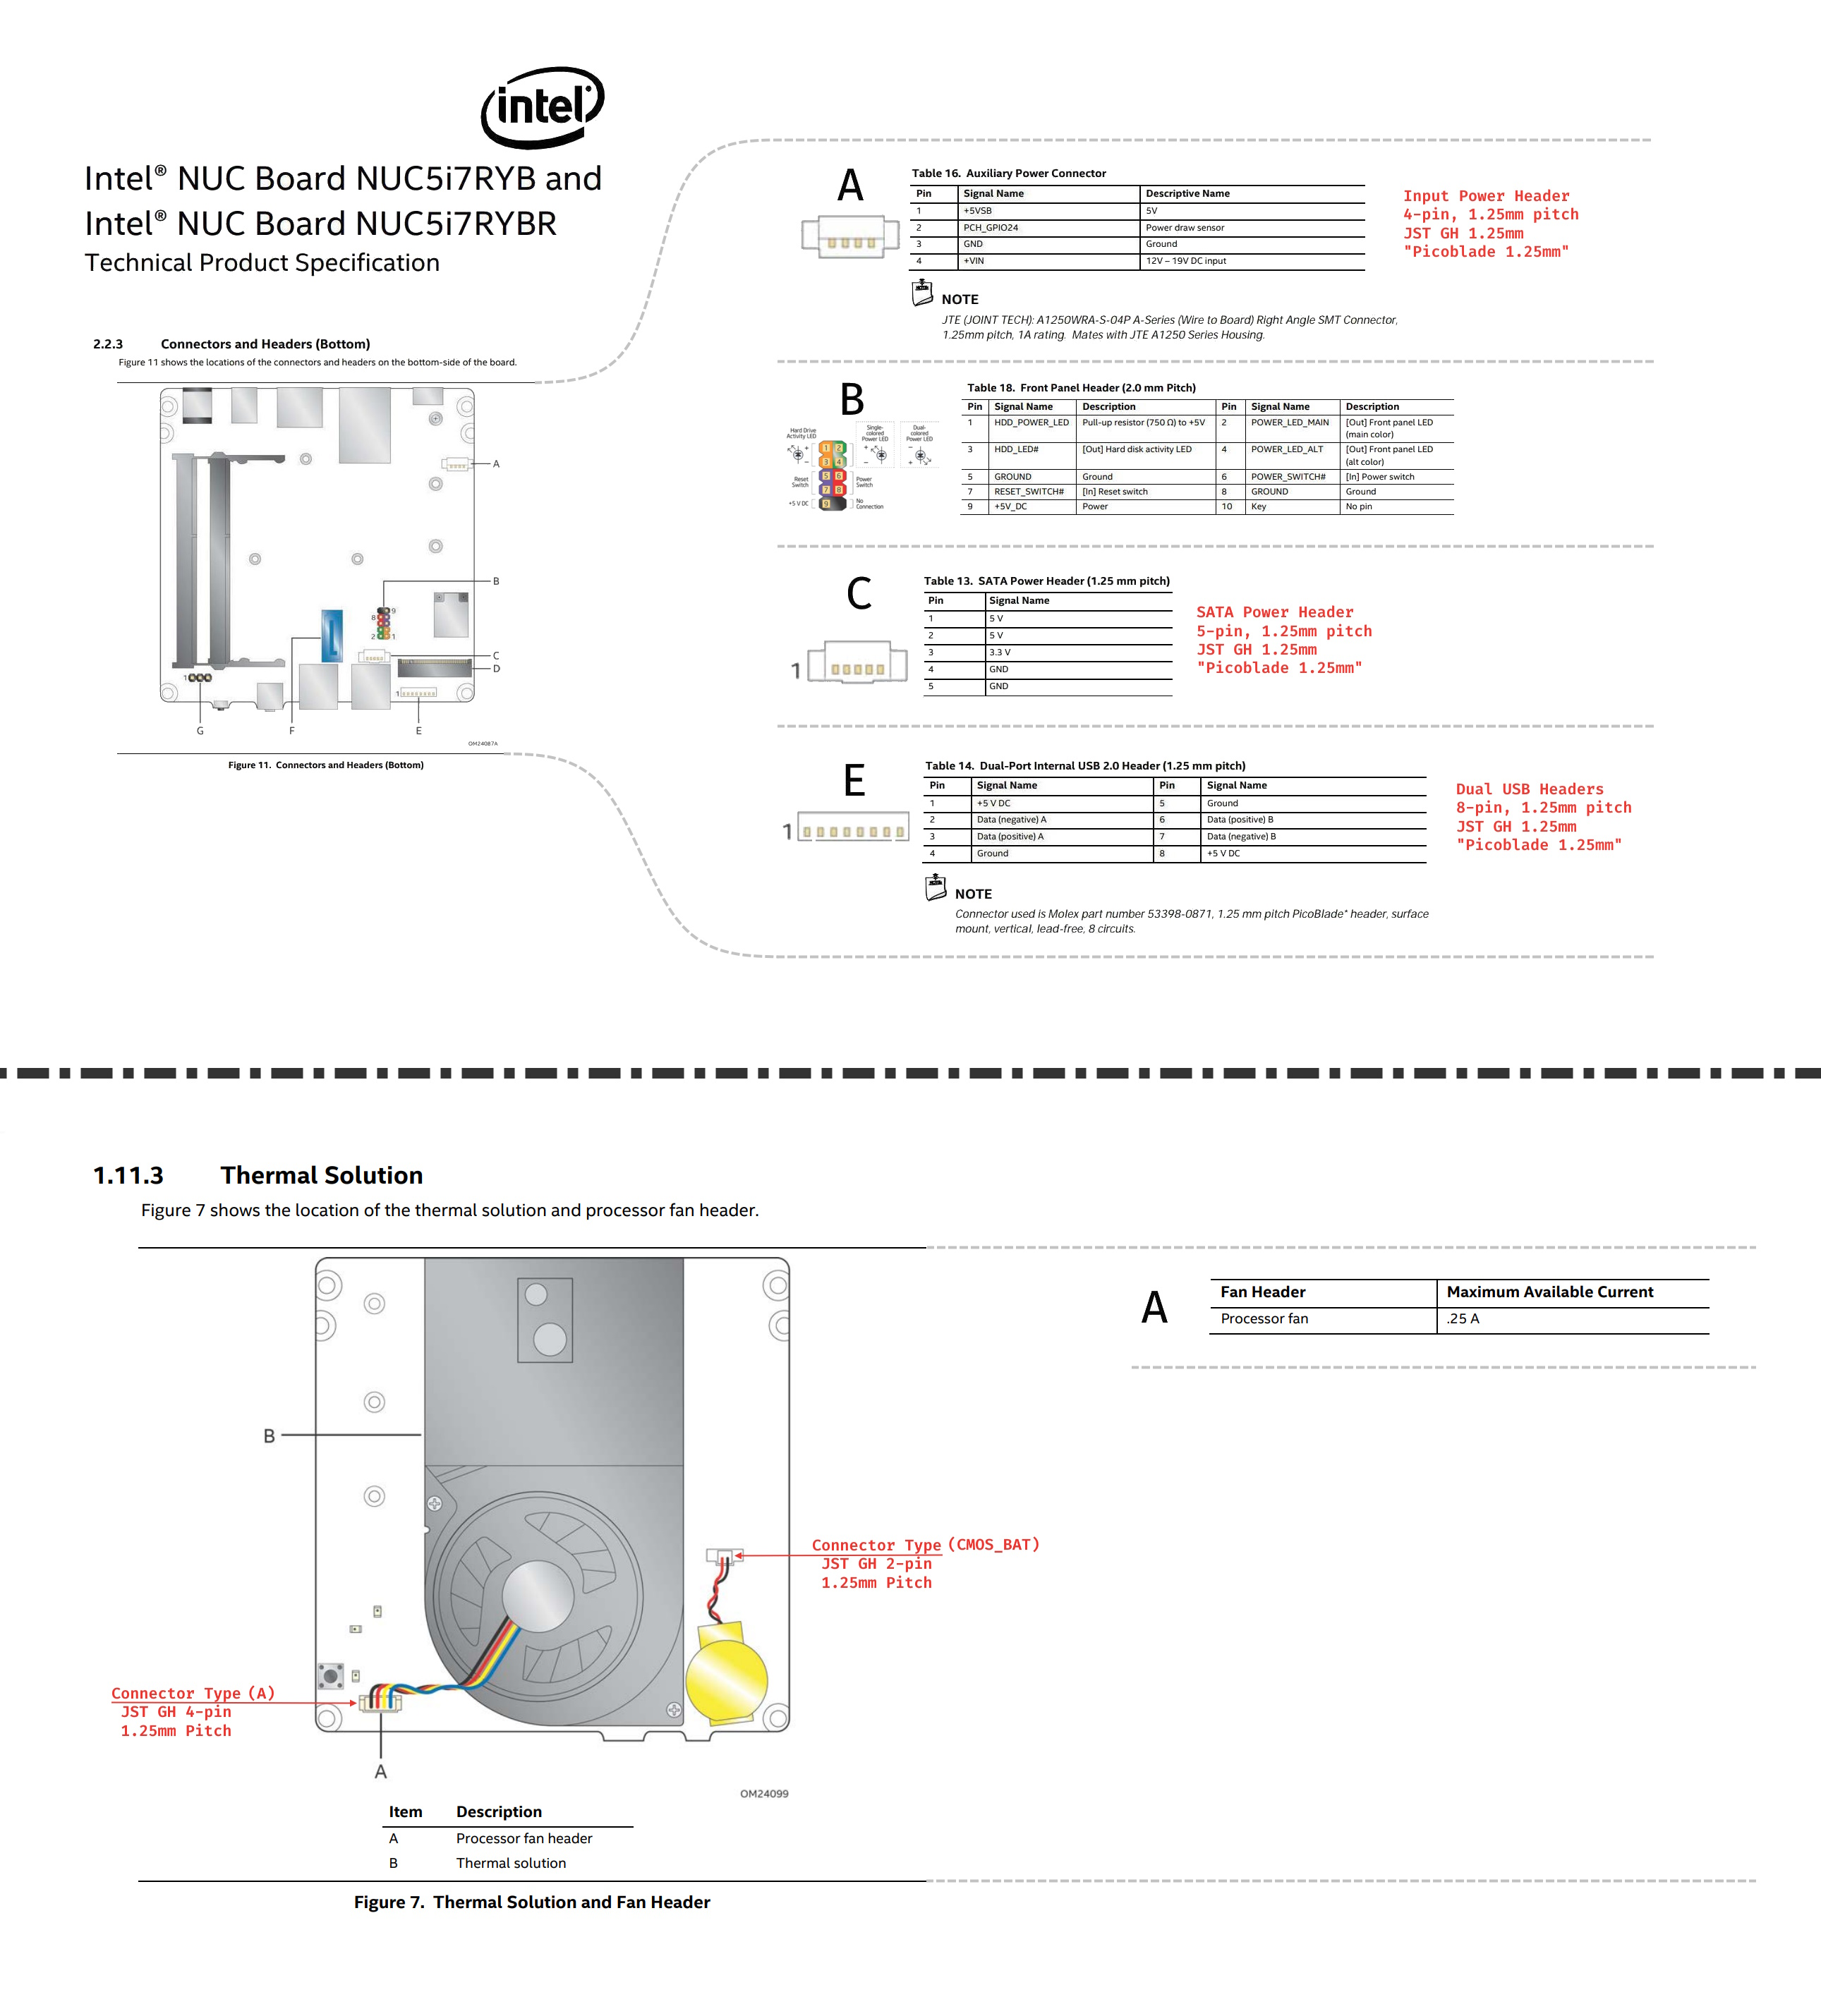 intel®
Intel® NUC Board NUC5i7RYB and
Intel® NUC Board NUC5i7RYBR
Technical Product Specification
2.2.3 Connectors and Headers (Bottom)
Figure 11 shows the locations of the connectors and headers on the bottom-side of the board.
A
B
9
8
2 1
C
D
1
1
G F E
OM24087A
Figure 11. Connectors and Headers (Bottom)
A
Table 16. Auxiliary Power Connector
Pin Signal Name Descriptive Name
1 +5VSB 5V
2 PCH_GPIO24 Power draw sensor
3 GND Ground
4 +VIN 12V – 19V DC input
Input Power Header
4-pin, 1.25mm pitch
JST GH 1.25mm
"Picoblade 1.25mm"
NOTE
JTE (JOINT TECH): A1250WRA-S-04P A-Series (Wire to Board) Right Angle SMT Connector,
1.25mm pitch, 1A rating. Mates with JTE A1250 Series Housing.
B
Hard Drive
Activity LED
Single-
colored
Power LED
Dual-
colored
Power LED
+ 1 2 + −
− 3 4 − +
Reset
Switch
5 6
7 8
Power
Switch
+5 V DC 9 No
Connection
Table 18. Front Panel Header (2.0 mm Pitch)
Pin Signal Name Description Pin Signal Name Description
1 HDD_POWER_LED Pull-up resistor (750 Ω) to +5V 2 POWER_LED_MAIN [Out] Front panel LED
(main color)
3 HDD_LED# [Out] Hard disk activity LED 4 POWER_LED_ALT [Out] Front panel LED
(alt color)
5 GROUND Ground 6 POWER_SWITCH# [In] Power switch
7 RESET_SWITCH# [In] Reset switch 8 GROUND Ground
9 +5V_DC Power 10 Key No pin
C
1
Table 13. SATA Power Header (1.25 mm pitch)
Pin Signal Name
1 5 V
2 5 V
3 3.3 V
4 GND
5 GND
SATA Power Header
5-pin, 1.25mm pitch
JST GH 1.25mm
"Picoblade 1.25mm"
E
1
Table 14. Dual-Port Internal USB 2.0 Header (1.25 mm pitch)
Pin Signal Name Pin Signal Name
1 +5 V DC 5 Ground
2 Data (negative) A 6 Data (positive) B
3 Data (positive) A 7 Data (negative) B
4 Ground 8 +5 V DC
Dual USB Headers
8-pin, 1.25mm pitch
JST GH 1.25mm
"Picoblade 1.25mm"
NOTE
Connector used is Molex part number 53398-0871, 1.25 mm pitch PicoBlade* header, surface
mount, vertical, lead-free, 8 circuits.
1.11.3 Thermal Solution
Figure 7 shows the location of the thermal solution and processor fan header.
B
Connector Type (CMOS_BAT)
JST GH 2-pin
1.25mm Pitch
Connector Type (A)
JST GH 4-pin
1.25mm Pitch
A
OM24099
Item Description
A Processor fan header
B Thermal solution
Figure 7. Thermal Solution and Fan Header
A
Fan Header Maximum Available Current
Processor fan .25 A